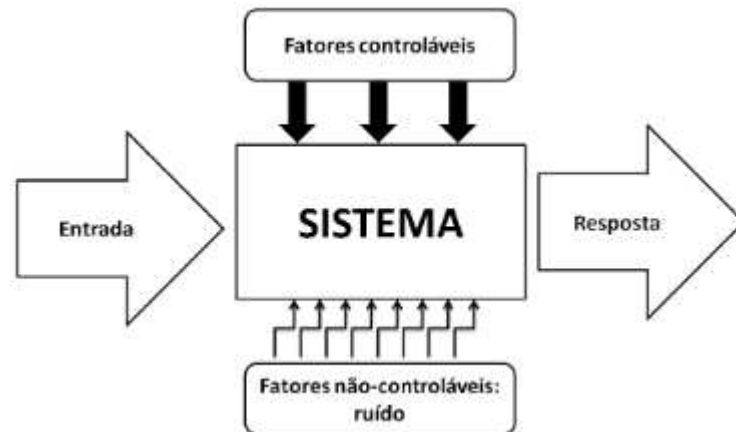 Fatores controláveis
Entrada
SISTEMA
Resposta
Fatores não-controláveis:
ruído